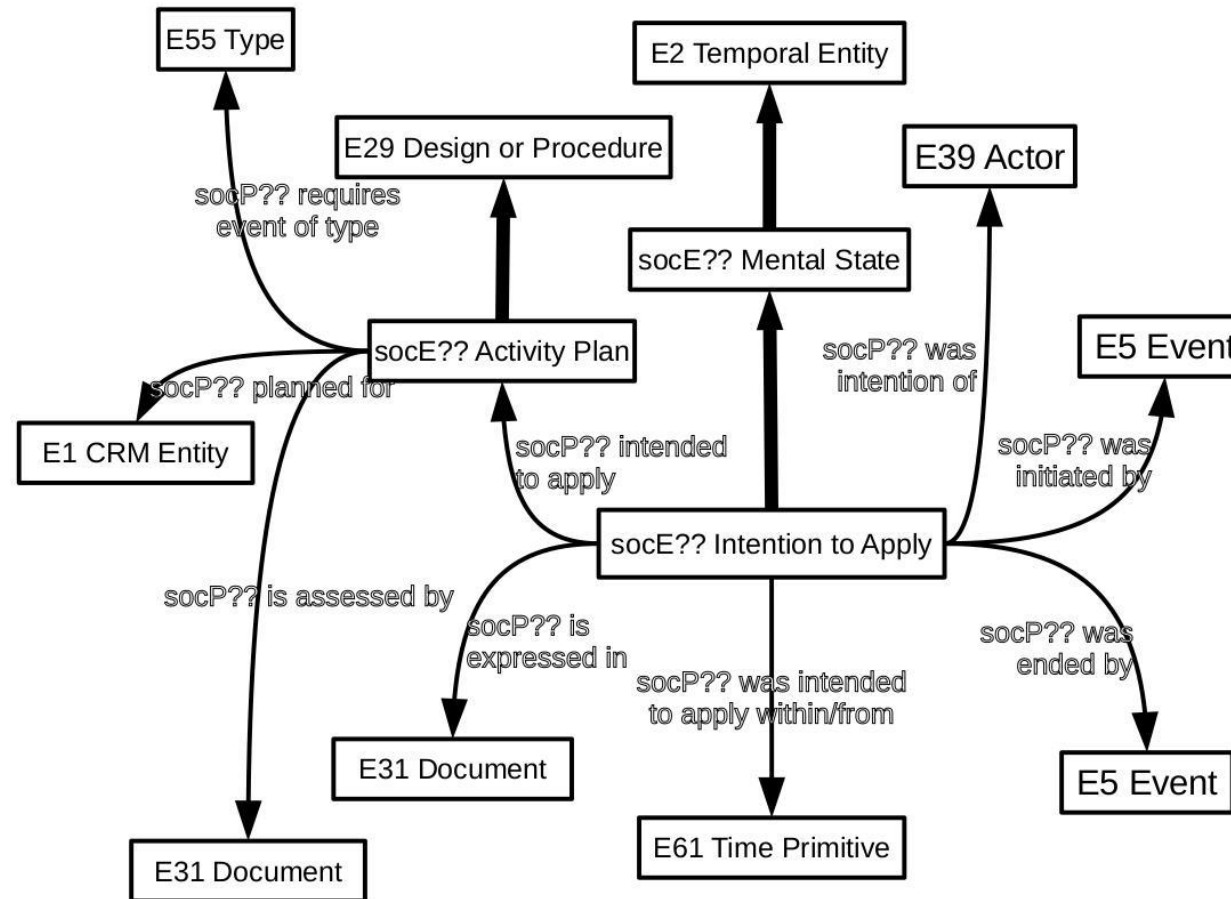 E55 Type
E2 Temporal Entity
E29 Design or Procedure
E39 Actor
socP?? requires
event of type
socE?? Mental State
socE?? Activity Plan
socP?? was
intention of
E5 Event
socP?? planned for
E1 CRM Entity
socP?? intended
to apply
socP?? was
initiated by
socE?? Intention to Apply
socP?? is assessed by
socP?? is
expressed in
socP?? was intended
to apply within/from
socP?? was
ended by
E31 Document
E5 Event
E61 Time Primitive
E31 Document